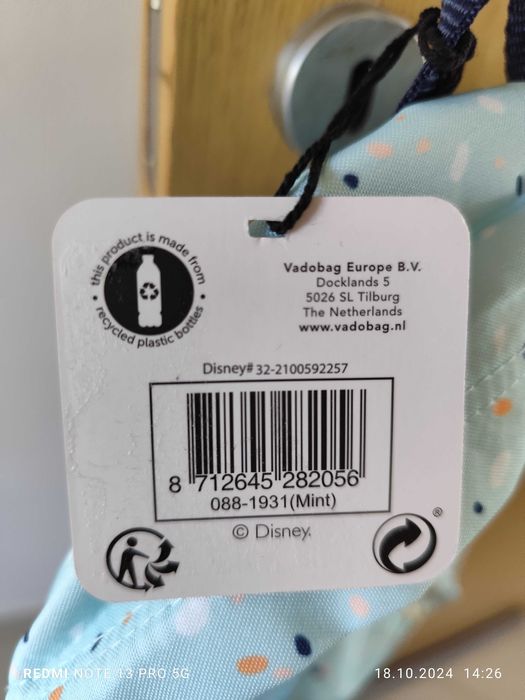 this product is made from
recycled plastic bottles
Vadobag Europe B.V.
Docklands 5
5026 SL Tilburg
The Netherlands
www.vadobag.nl
Disney# 32-2100592257
8 712645 282056
088-1931(Mint)
© Disney.
®
REDMI NOTE 13 PRO 5G
18.10.2024 14:26